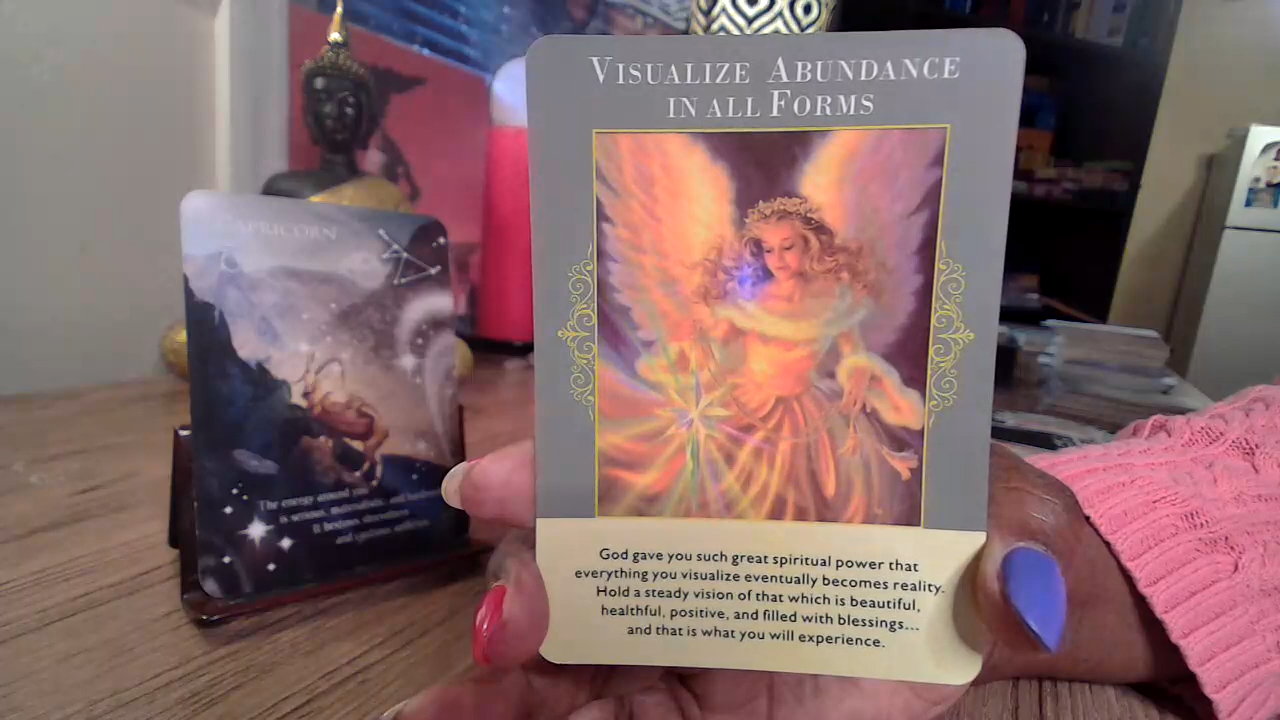 VISUALIZE ABUNDANCE
IN ALL FORMS
God gave you such great spiritual power that
everything you visualize eventually becomes reality.
Hold a steady vision of that which is beautiful,
healthful, positive, and filled with blessings...
and that is what you will experience.
CAPRICORN
The energy around you
is serious,
It bestows
and